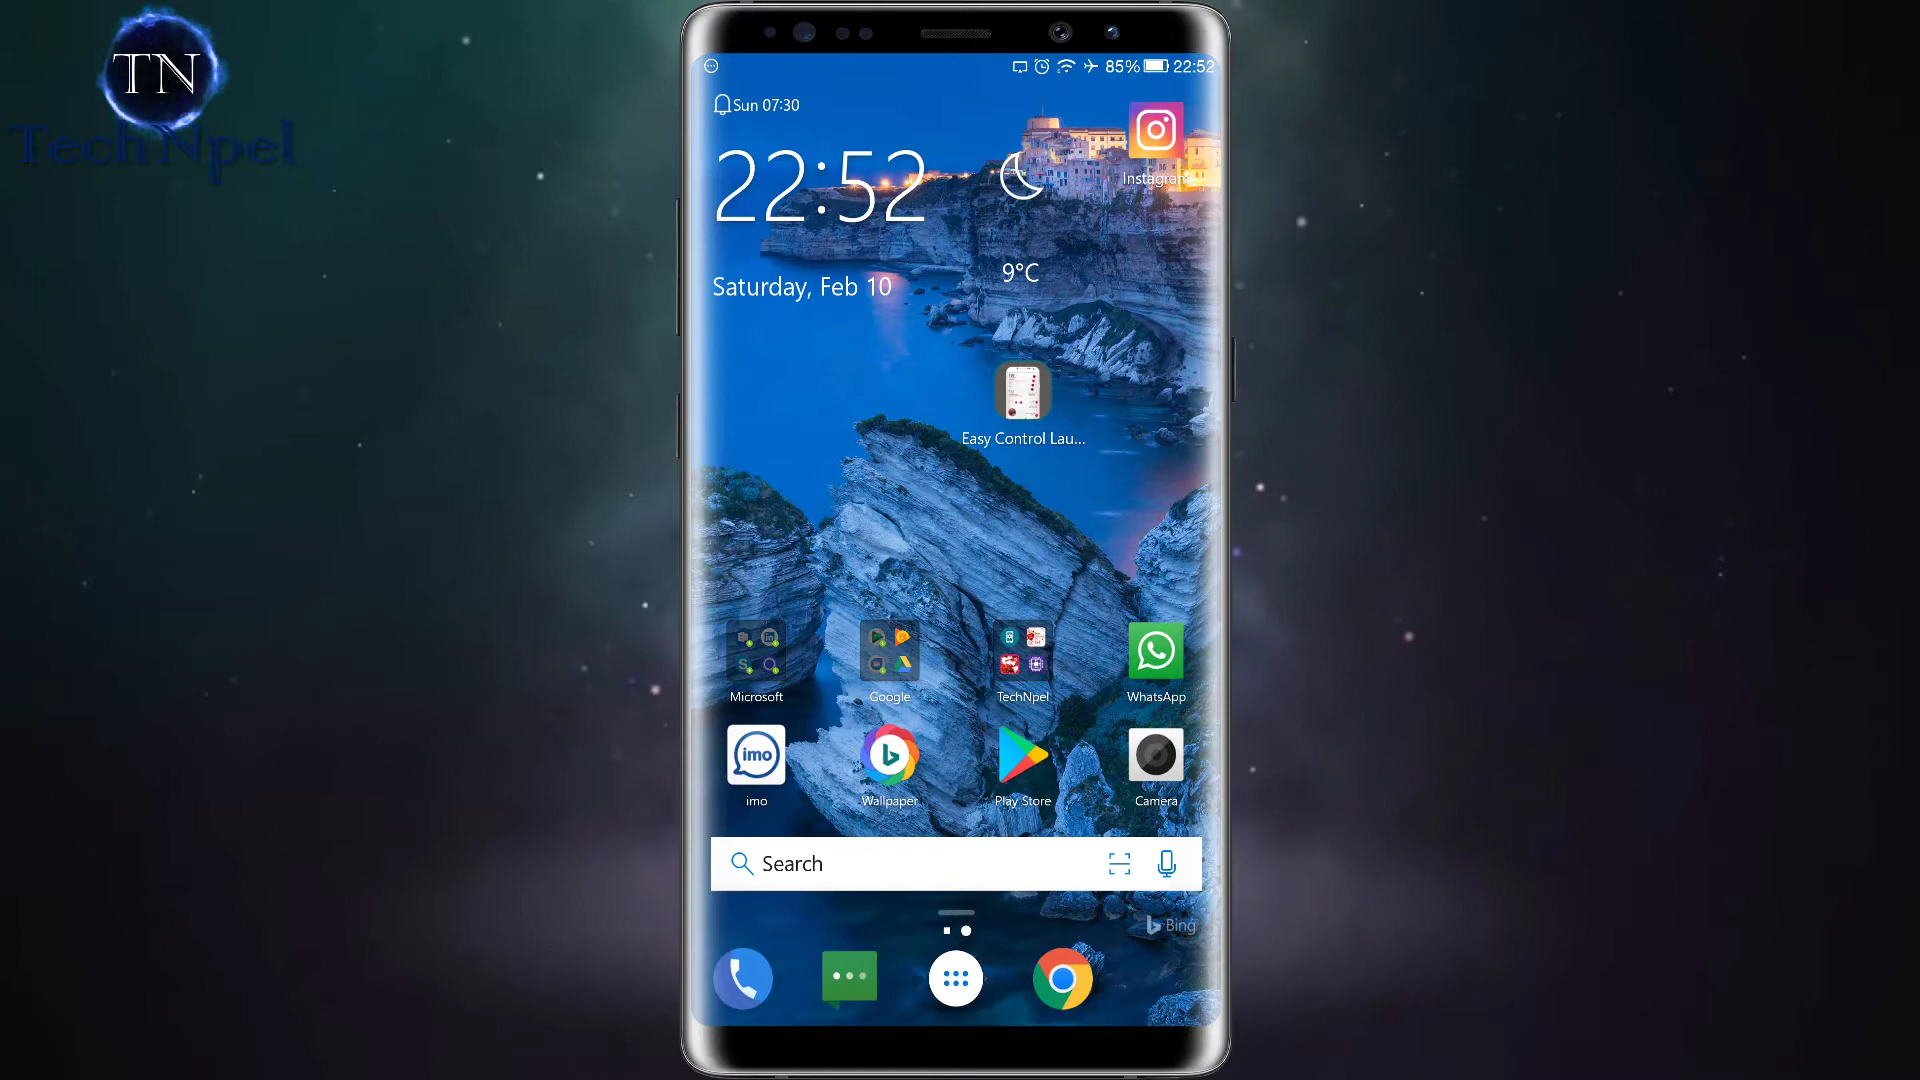 TN
TechNpel
85% 22:52
Sun 07:30
22:52
9°C
Saturday, Feb 10
Instagram
Easy Control Lau...
Microsoft
Google
TechNpel
WhatsApp
imo
imo
Wallpaper
Play Store
Camera
Search
Bing